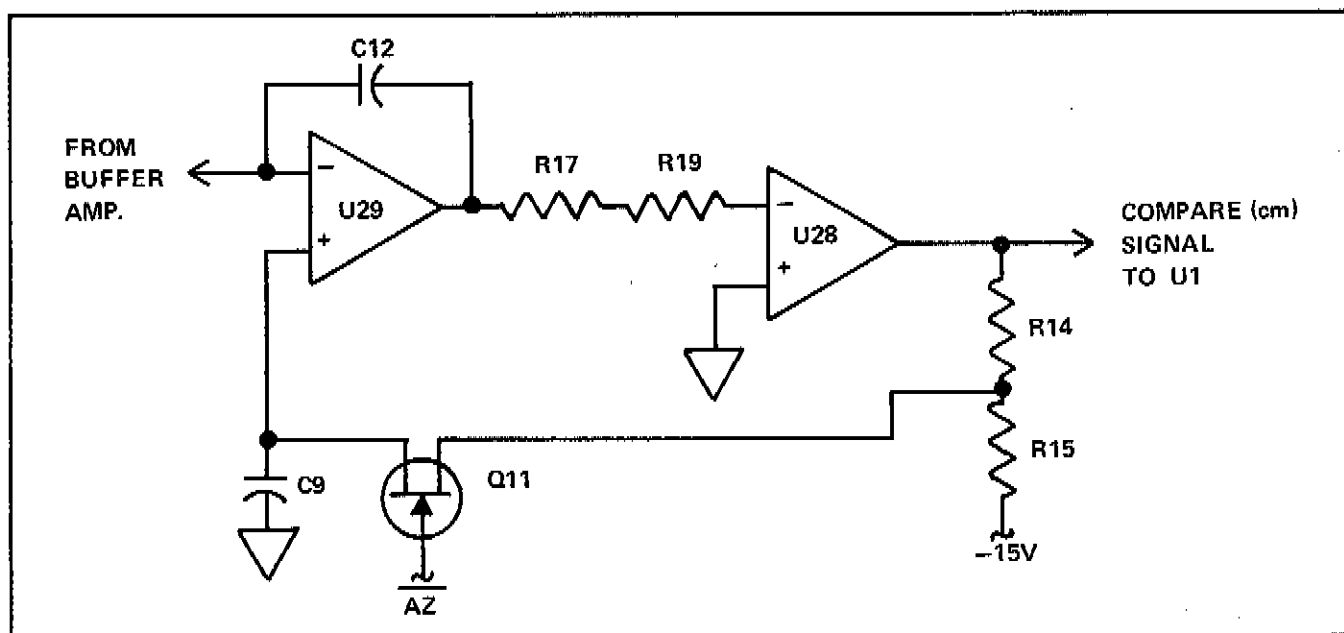 C12
FROM
BUFFER
AMP.
−
U29
+
R17
R19
−
U28
+
COMPARE (cm)
SIGNAL
TO U1
R14
R15
−15V
C9
Q11
AZ